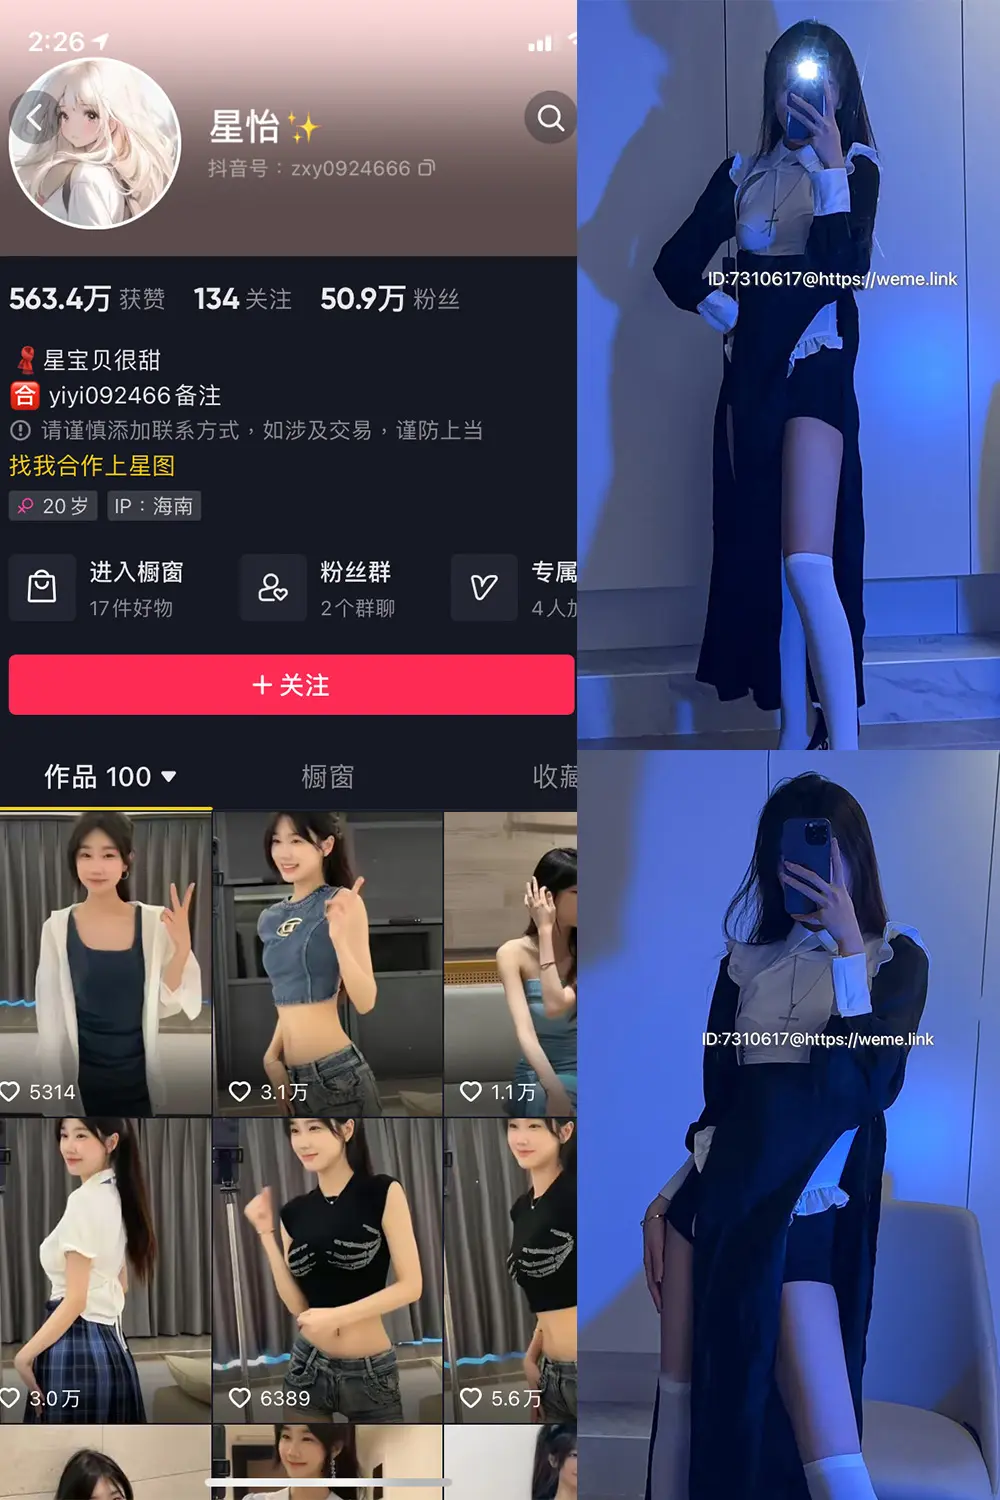 2:26
星怡✨
抖音号：zxy0924666
563.4万 获赞 134 关注 50.9万 粉丝
星宝贝很甜
合 yiyi092466备注
请谨慎添加联系方式，如涉及交易，谨防上当
找我合作上星图
20岁 IP：海南
进入橱窗
17件好物
粉丝群
2个群聊
专属
4人加
+ 关注
作品 100 橱窗 收藏
5314
3.1万
1.1万
3.0万
6389
5.6万
ID:7310617@https://weme.link
ID:7310617@https://weme.link